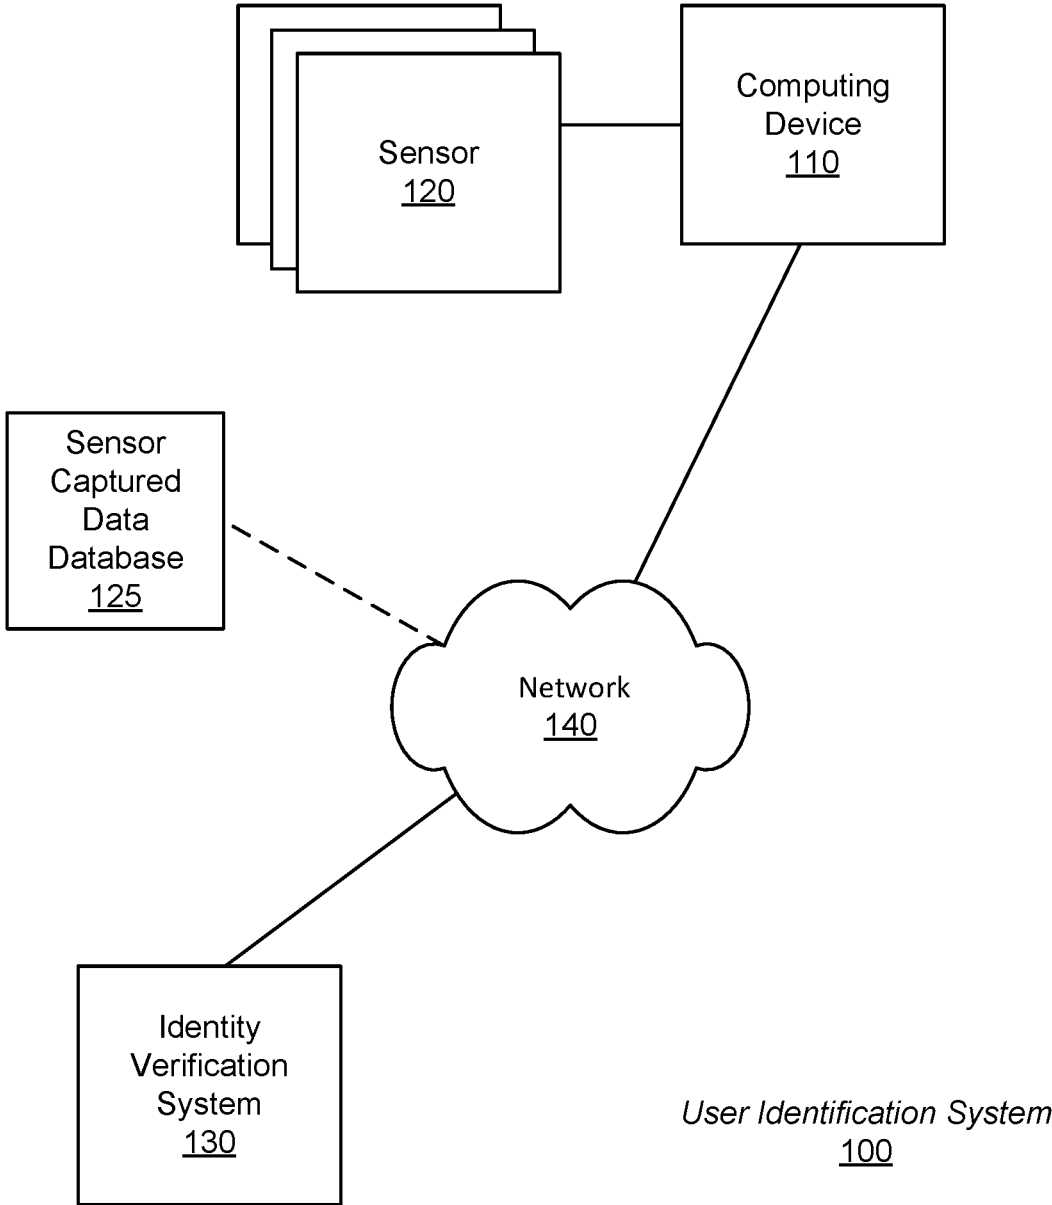 Computing
Device
110
Sensor
120
Sensor
Captured
Data
Database
125
Network
140
Identity
Verification
System
130
User Identification System
100